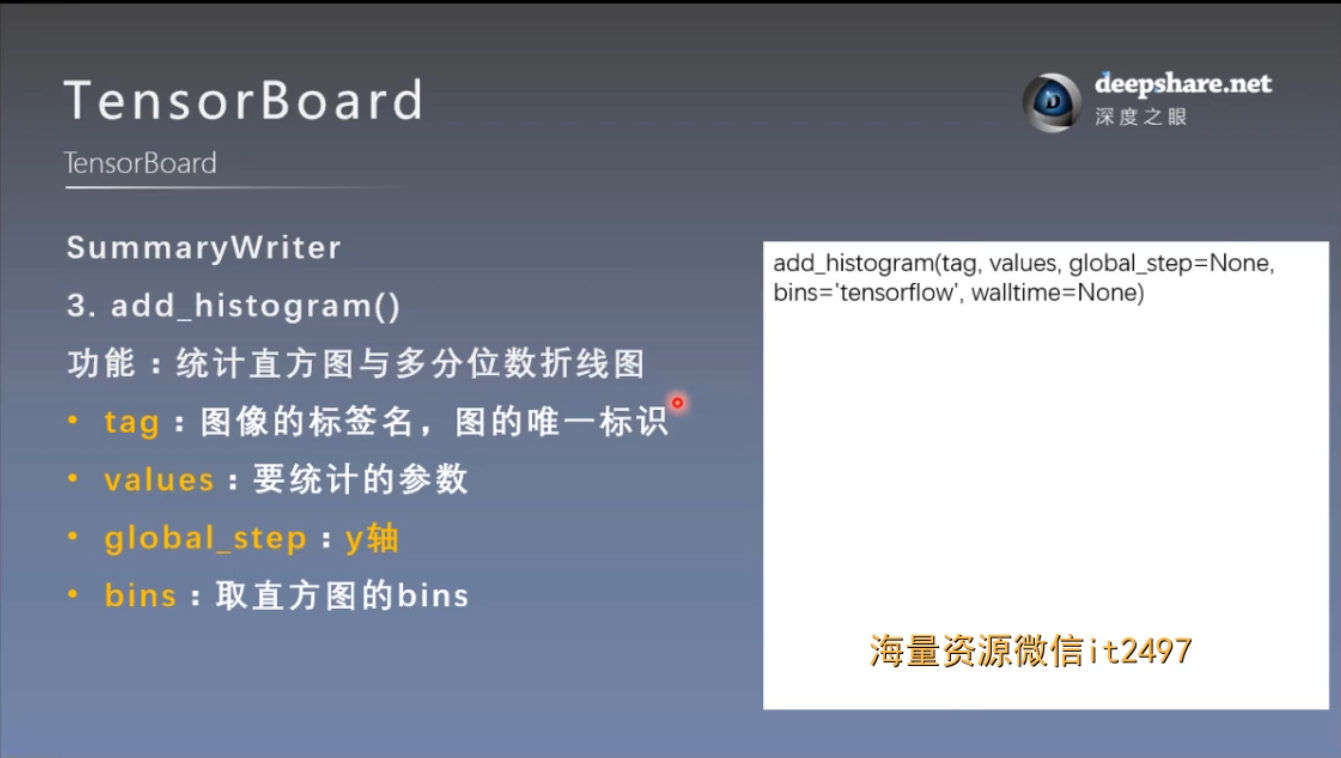 TensorBoard
deepshare.net
深度之眼
TensorBoard
SummaryWriter
3. add_histogram()
功能：统计直方图与多分位数折线图
• tag：图像的标签名，图的唯一标识
• values：要统计的参数
• global_step：y轴
• bins：取直方图的bins
add_histogram(tag, values, global_step=None,
bins='tensorflow', walltime=None)
海量资源微信it2497